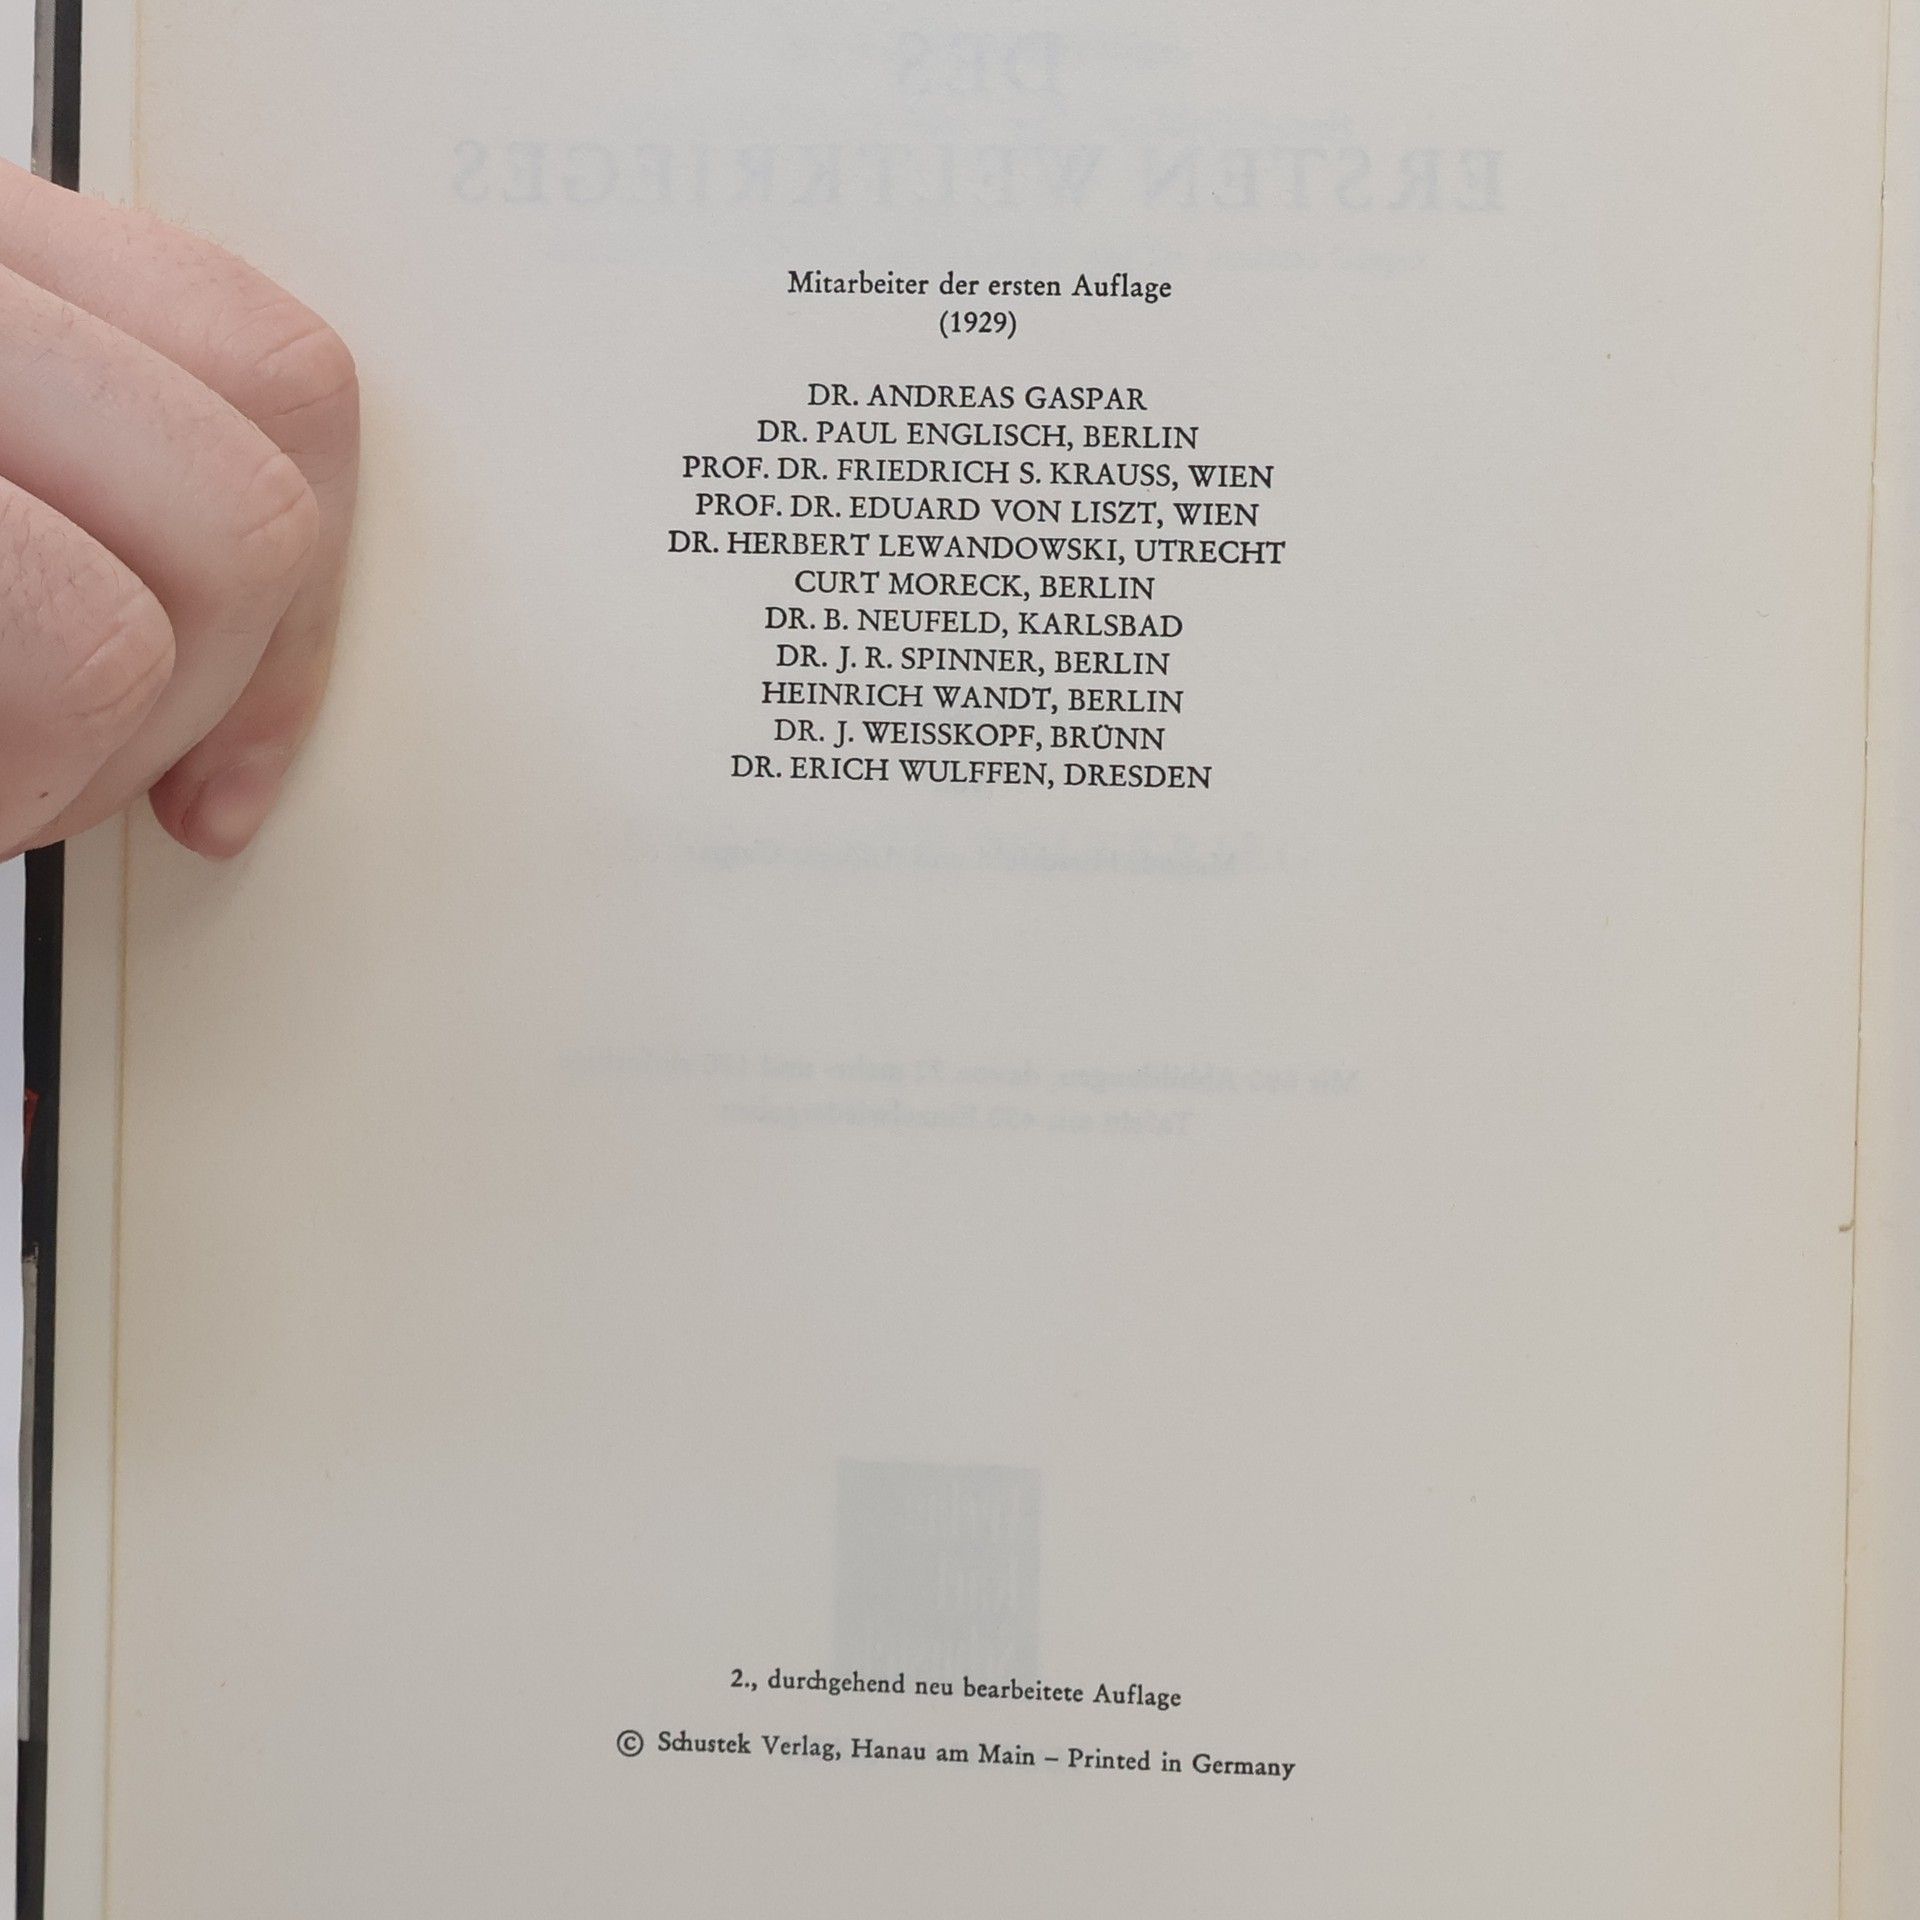 DES
ERSTEN WELTKRIEGES
Mitarbeiter der ersten Auflage
(1929)
DR. ANDREAS GASPAR
DR. PAUL ENGLISCH, BERLIN
PROF. DR. FRIEDRICH S. KRAUSS, WIEN
PROF. DR. EDUARD VON LISZT, WIEN
DR. HERBERT LEWANDOWSKI, UTRECHT
CURT MORECK, BERLIN
DR. B. NEUFELD, KARLSBAD
DR. J. R. SPINNER, BERLIN
HEINRICH WANDT, BERLIN
DR. J. WEISSKOPF, BRÜNN
DR. ERICH WULFFEN, DRESDEN
2., durchgehend neu bearbeitete Auflage
© Schustek Verlag, Hanau am Main – Printed in Germany